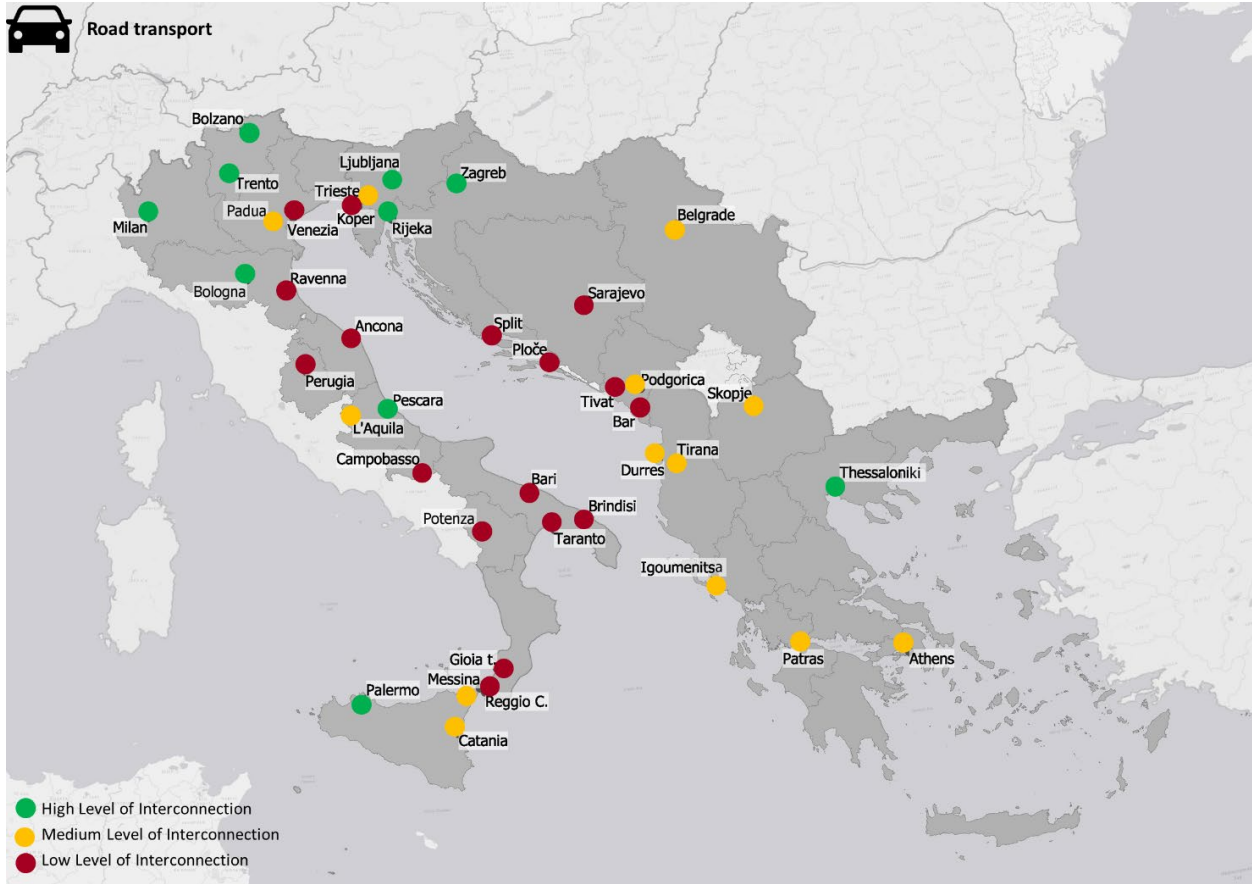 Road transport
Bolzano
Ljubljana
Zagreb
Trento
Trieste
Padua
Koper
Milan
Venezia
Rijeka
Belgrade
Ravenna
Bologna
Sarajevo
Ancona
Split
Ploče
Perugia
Podgorica
Tivat
Skopje
Pescara
Bar
L'Aquila
Tirana
Campobasso
Durres
Thessaloniki
Bari
Brindisi
Potenza
Taranto
Igoumenitsa
Patras
Athens
Gioia t.
Messina
Palermo
Reggio C.
Catania
High Level of Interconnection
Medium Level of Interconnection
Low Level of Interconnection